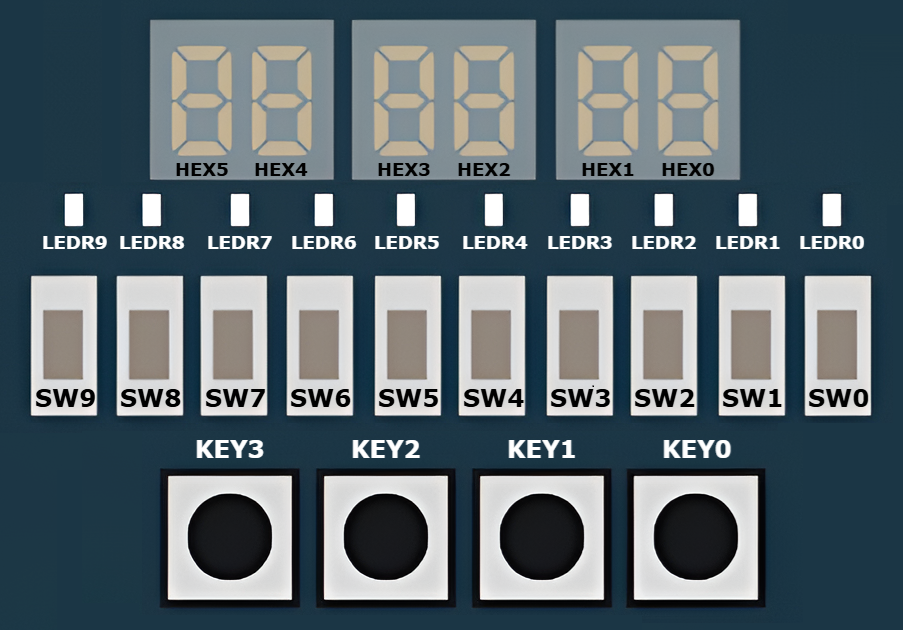 HEX5 HEX4 HEX3 HEX2 HEX1 HEX0
LEDR9 LEDR8 LEDR7 LEDR6 LEDR5 LEDR4 LEDR3 LEDR2 LEDR1 LEDR0
SW9 SW8 SW7 SW6 SW5 SW4 SW3 SW2 SW1 SW0
KEY3 KEY2 KEY1 KEY0